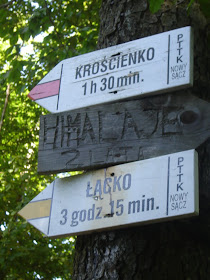 KROŚCIENKO
1 h 30 min.
PTTK
NOWY
SĄCZ
HIMALAJE
ŁĄCKO
3 godz. 15 min.
PTTK
NOWY
SĄCZ